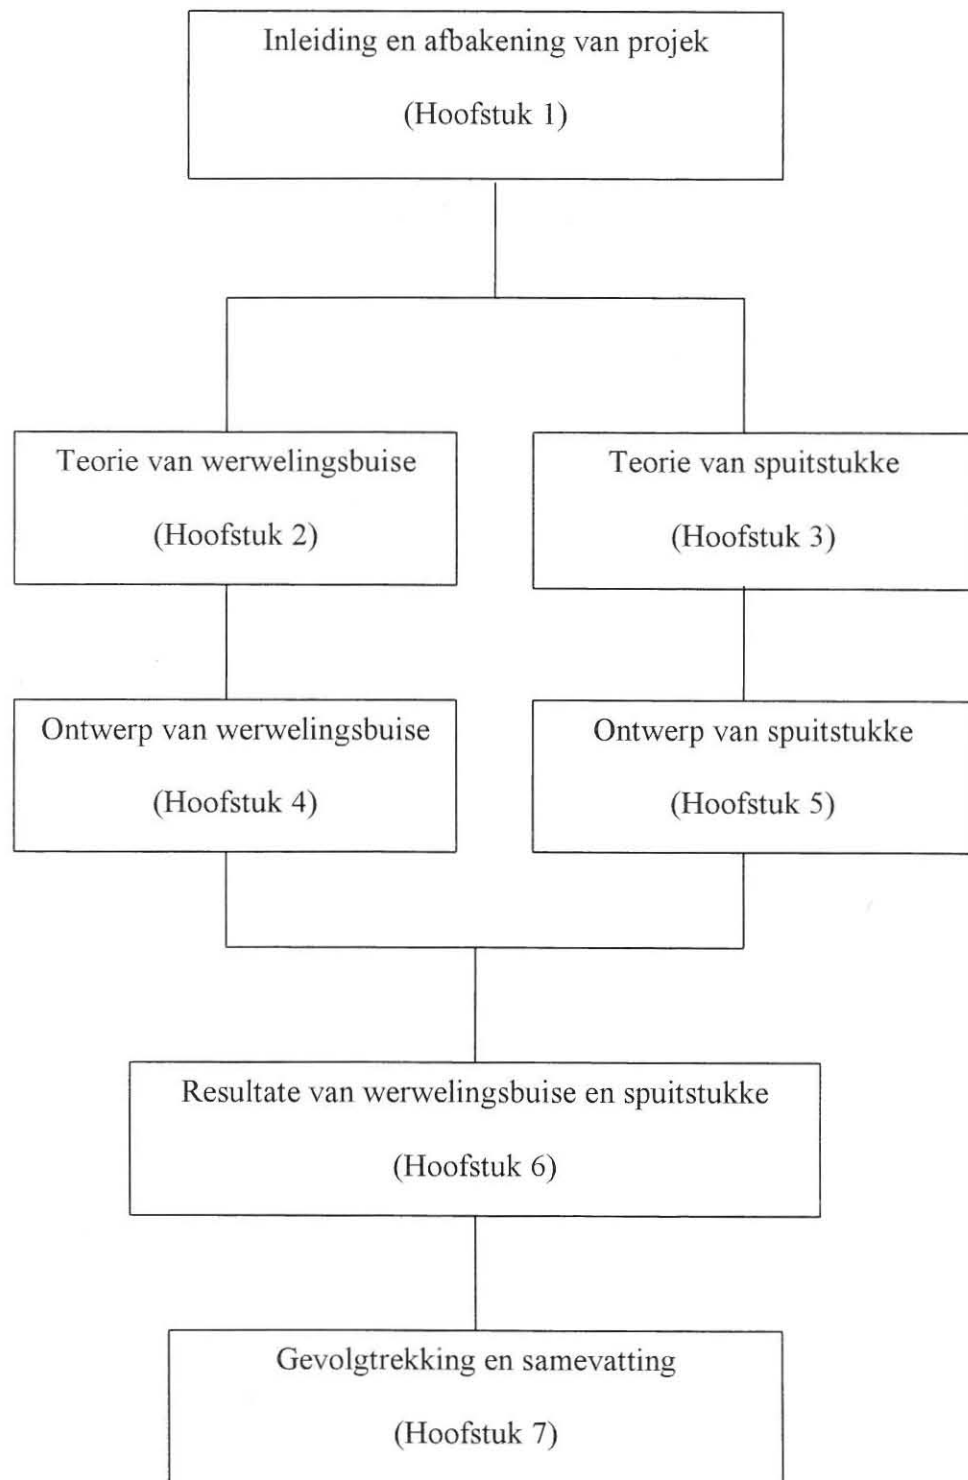 Inleiding en afbakening van projek
(Hoofstuk 1)
Teorie van werwelingsbuise
(Hoofstuk 2)
Teorie van spuitstukke
(Hoofstuk 3)
Ontwerp van werwelingsbuise
(Hoofstuk 4)
Ontwerp van spuitstukke
(Hoofstuk 5)
Resultate van werwelingsbuise en spuitstukke
(Hoofstuk 6)
Gevolgtrekking en samevatting
(Hoofstuk 7)